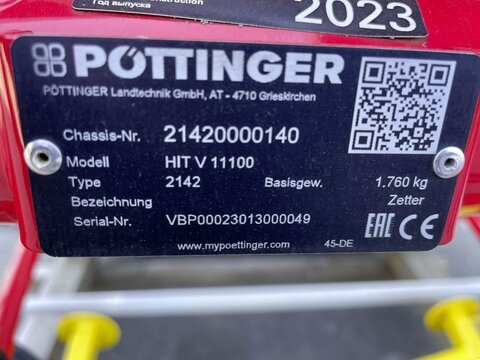 construction
Год выпуска
2023
PÖTTINGER
PÖTTINGER Landtechnik GmbH, AT - 4710 Grieskirchen
Chassis-Nr. 21420000140
Modell HIT V 11100
Type 2142 Basisgew. 1.760 kg
Bezeichnung Zetter
Serial-Nr. VBP00023013000049
EAC CE
www.mypoettinger.com 45-DE